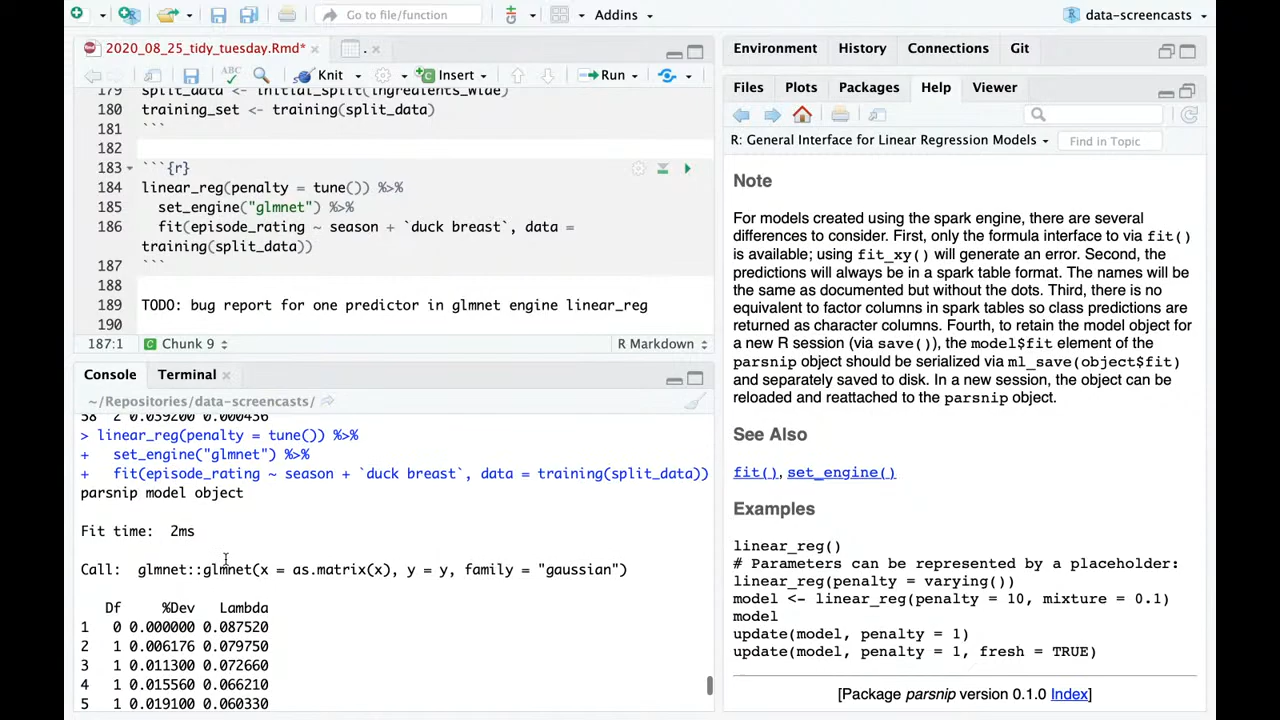 Go to file/function
Addins
data-screencasts
2020_08_25_tidy_tuesday.Rmd*
.
Environment
History
Connections
Git
ABC
Knit
Insert
Run
Files
Plots
Packages
Help
Viewer
179 split_data <- initial_split(ingredients_wide)
180 training_set <- training(split_data)
181 ```
182
183 ```{r}
184 linear_reg(penalty = tune()) %>%
185 set_engine("glmnet") %>%
186 fit(episode_rating ~ season + `duck breast`, data =
training(split_data))
187 ```
188
189 TODO: bug report for one predictor in glmnet engine linear_reg
190
187:1
Chunk 9
R Markdown
Console
Terminal
~/Repositories/data-screencasts/
58 2 0.059200 0.000436
> linear_reg(penalty = tune()) %>%
+ set_engine("glmnet") %>%
+ fit(episode_rating ~ season + `duck breast`, data = training(split_data))
parsnip model object
Fit time: 2ms
Call: glmnet::glmnet(x = as.matrix(x), y = y, family = "gaussian")
Df %Dev Lambda
1 0 0.000000 0.087520
2 1 0.006176 0.079750
3 1 0.011300 0.072660
4 1 0.015560 0.066210
5 1 0.019100 0.060330
R: General Interface for Linear Regression Models
Find in Topic
Note
For models created using the spark engine, there are several
differences to consider. First, only the formula interface to via fit()
is available; using fit_xy() will generate an error. Second, the
predictions will always be in a spark table format. The names will be
the same as documented but without the dots. Third, there is no
equivalent to factor columns in spark tables so class predictions are
returned as character columns. Fourth, to retain the model object for
a new R session (via save()), the model$fit element of the
parsnip object should be serialized via ml_save(object$fit)
and separately saved to disk. In a new session, the object can be
reloaded and reattached to the parsnip object.
See Also
fit(), set_engine()
Examples
linear_reg()
# Parameters can be represented by a placeholder:
linear_reg(penalty = varying())
model <- linear_reg(penalty = 10, mixture = 0.1)
model
update(model, penalty = 1)
update(model, penalty = 1, fresh = TRUE)
[Package parsnip version 0.1.0 Index]